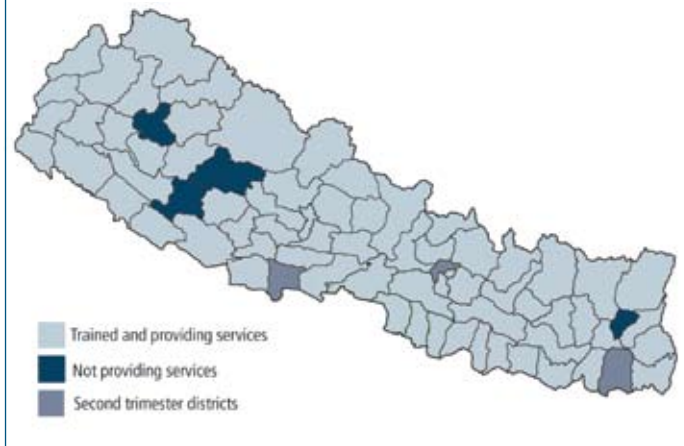 Trained and providing services
Not providing services
Second trimester districts